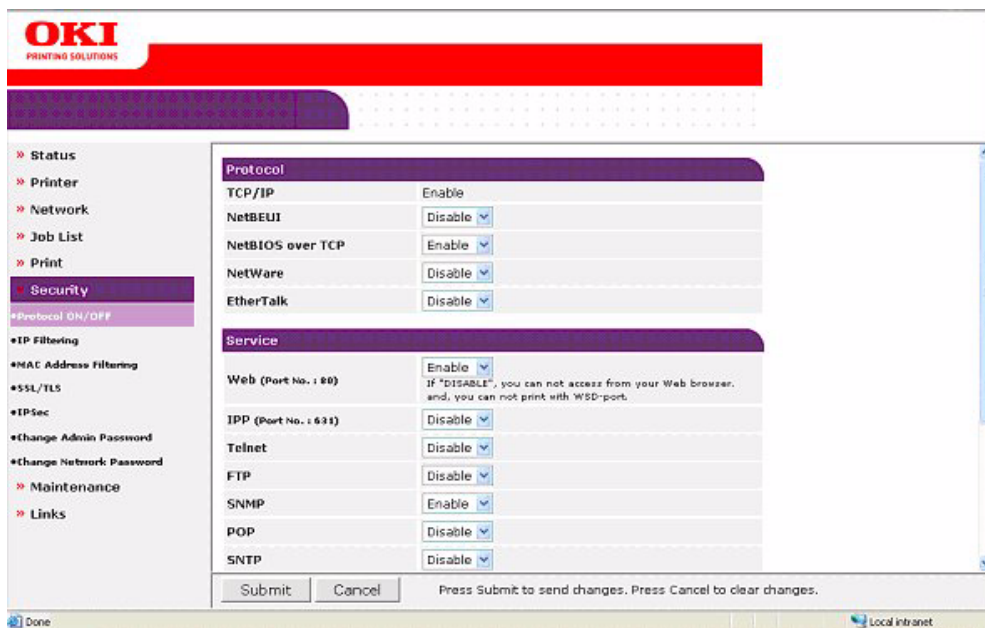 OKI
PRINTING SOLUTIONS
Status
Printer
Network
Job List
Print
Security
Protocol ON/OFF
IP Filtering
MAC Address Filtering
SSL/TLS
IPSec
Change Admin Password
Change Network Password
Maintenance
Links
Protocol
TCP/IP Enable
NetBEUI Disable
NetBIOS over TCP Enable
NetWare Disable
EtherTalk Disable
Service
Web (Port No. : 80) Enable
If "DISABLE", you can not access from your Web browser.
and, you can not print with WSD-port.
IPP (Port No. : 631) Disable
Telnet Disable
FTP Disable
SNMP Enable
POP Disable
SNTP Disable
Submit Cancel Press Submit to send changes. Press Cancel to clear changes.
Done Local intranet